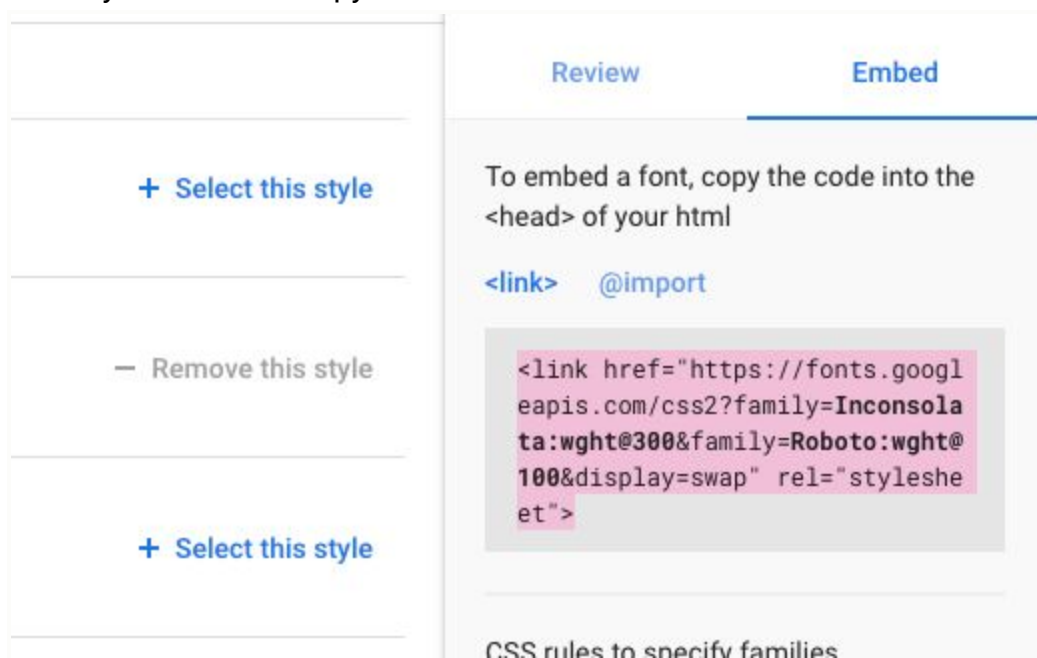 Review
Embed
+ Select this style
To embed a font, copy the code into the
<head> of your html
<link>
@import
− Remove this style
<link href="https://fonts.googl
eapis.com/css2?family=Inconsola
ta:wght@300&family=Roboto:wght@
100&display=swap" rel="styleshe
et">
+ Select this style
CSS rules to specify families